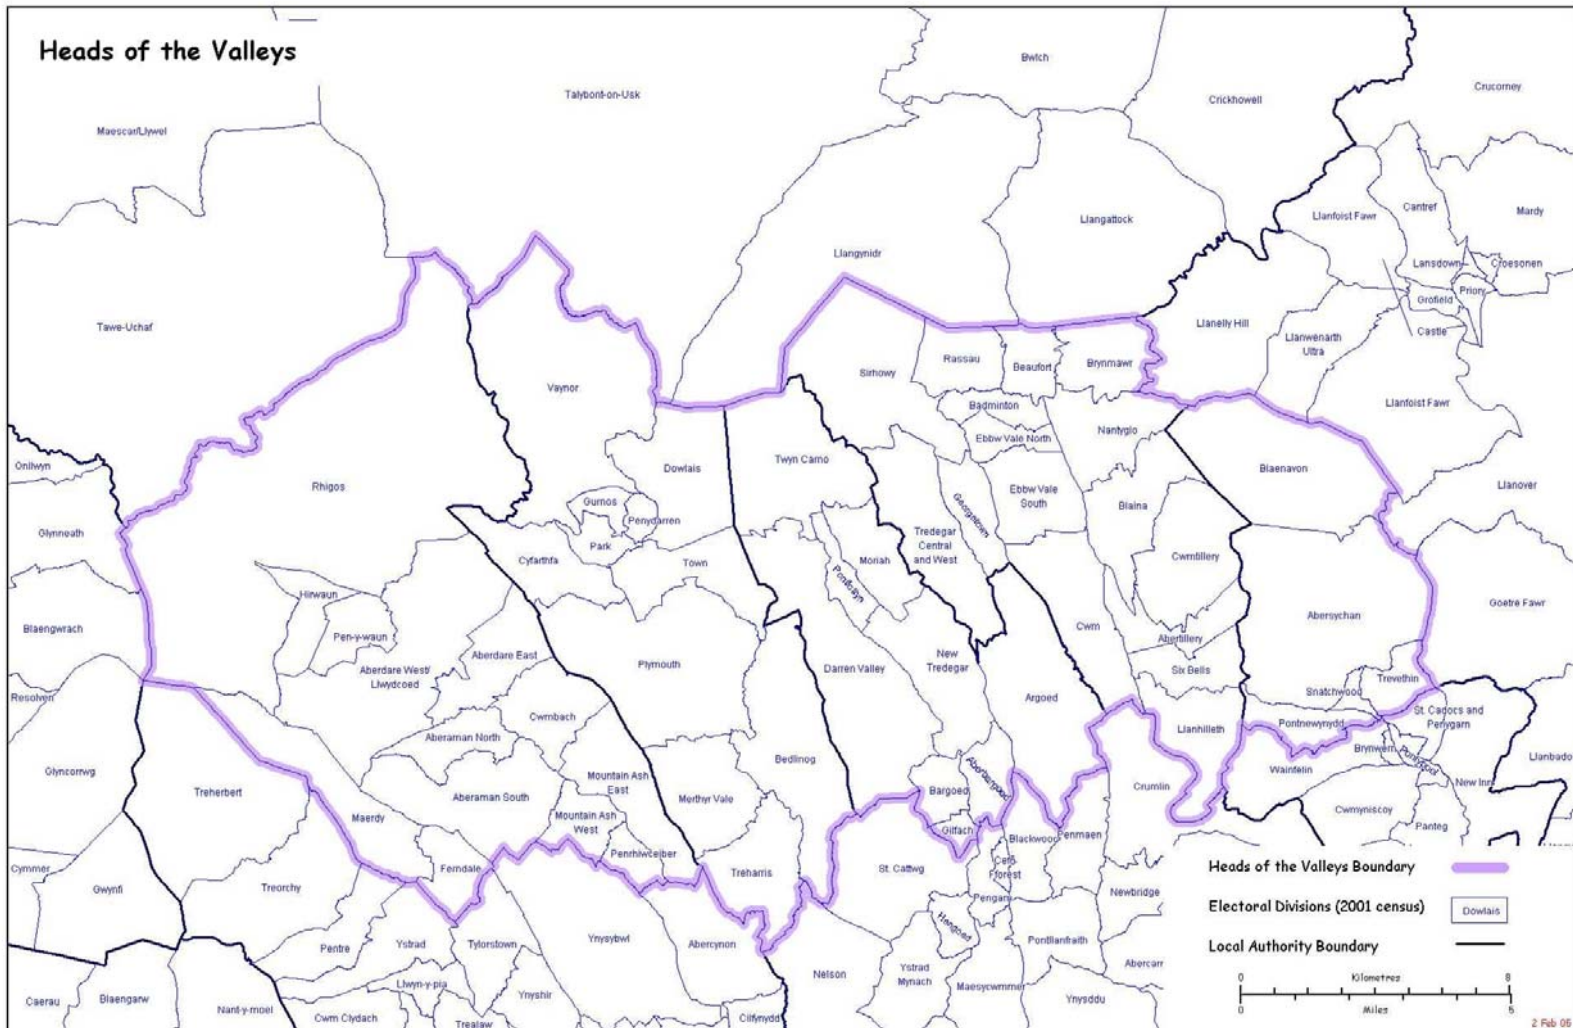 Heads of the Valleys
Bwlch
Crucorney
Talybont-on-Usk
Crickhowell
Maescar/Llywel
Cantref
Mardy
Llanfoist Fawr
Llangattock
Llangynidr
Lansdown
Croesonen
Priory
Grofield
Tawe-Uchaf
Llanelly Hill
Castle
Llanwenarth
Ultra
Rassau
Beaufort
Brynmawr
Sirhowy
Vaynor
Llanfoist Fawr
Badminton
Nantyglo
Ebbw Vale North
Onllwyn
Dowlais
Twyn Carno
Blaenavon
Rhigos
Llanover
Ebbw Vale
South
Georgetown
Blaina
Gurnos
Penydarren
Glynneath
Tredegar
Central
and West
Park
Cyfarthfa
Town
Moriah
Pontlottyn
Cwmtillery
Hirwaun
Goetre Fawr
Abersychan
Blaengwrach
Pen-y-waun
Cwm
Abertillery
Aberdare East
New
Tredegar
Plymouth
Darren Valley
Aberdare West/
Llwydcoed
Six Bells
Trevethin
Snatchwood
Resolven
Argoed
Cwmbach
St. Cadocs and
Penygarn
Pontnewynydd
Llanhilleth
Aberaman North
Brynwern
Pontypool
Bedlinog
Llanbado
Wainfelin
Glyncorrwg
Mountain Ash
East
Aberbargoed
New Inn
Treherbert
Bargoed
Crumlin
Aberaman South
Merthyr Vale
Maerdy
Mountain Ash
West
Cwmyniscoy
Panteg
Gilfach
Blackwood
Penmaen
Penrhiwceiber
Cefn
Fforest
Cymmer
Ferndale
Treharris
St. Cattwg
Gwynfi
Treorchy
Newbridge
Pengam
Hengoed
Pentre
Ystrad
Tylorstown
Ynysybwl
Abercynon
Pontllanfraith
Abercarr
Nelson
Ystrad
Mynach
Llwyn-y-pia
Maesycwmmer
Ynysddu
Ynyshir
Caerau
Blaengarw
Nant-y-moel
Cwm Clydach
Trealaw
Cilfynydd
Heads of the Valleys Boundary
Electoral Divisions (2001 census)
Dowlais
Local Authority Boundary
0 Kilometres 8
0 Miles 5